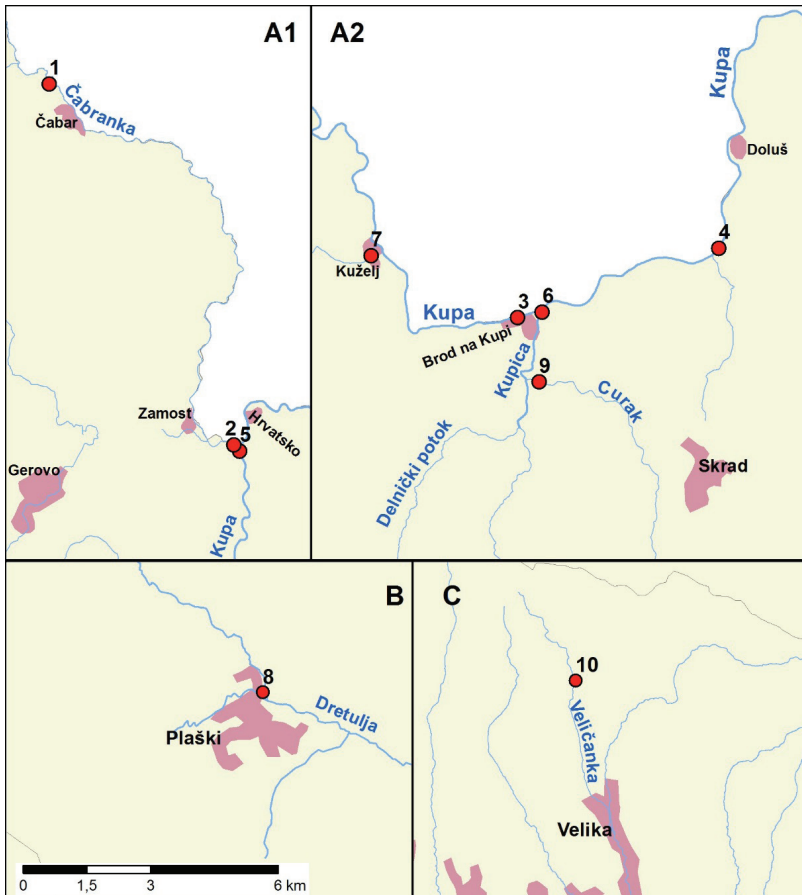 A1
1
Čabranka
Čabar
Zamost
Hrvatsko
2
5
Gerovo
Kupa
A2
Kupa
Doluš
4
7
Kuželj
Kupa
3
6
Brod na Kupi
Kupica
9
Curak
Delnički potok
Skrad
B
8
Dretulja
Plaški
0
1,5
3
6 km
C
10
Veličanka
Velika